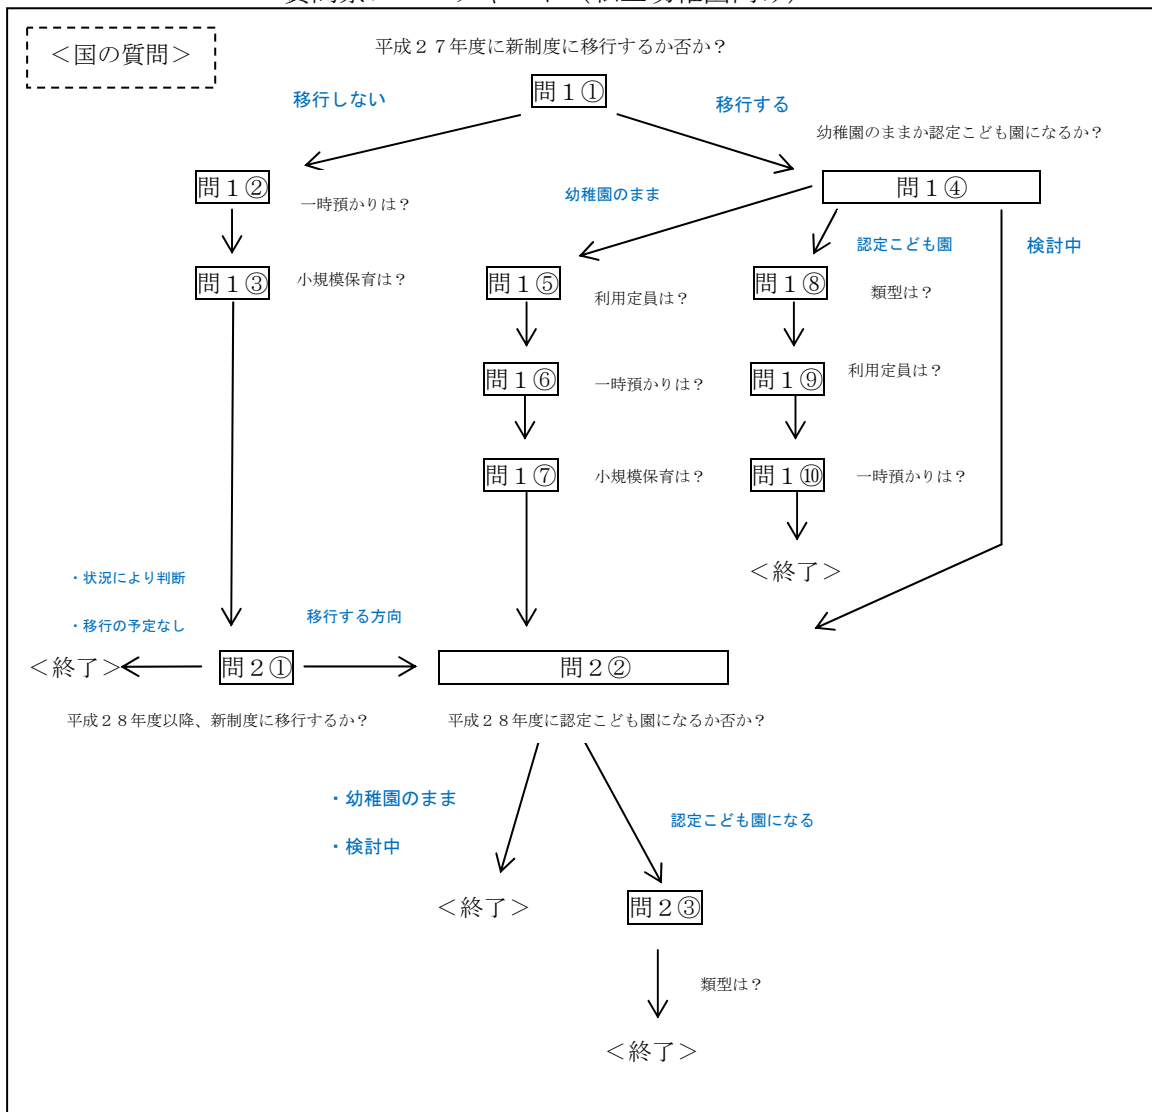 ＜国の質問＞
平成２７年度に新制度に移行するか否か？
問１①
移行しない
移行する
幼稚園のままか認定こども園になるか？
問１②
一時預かりは？
幼稚園のまま
問１④
認定こども園
検討中
問１③
小規模保育は？
問１⑤
利用定員は？
問１⑧
類型は？
問１⑥
一時預かりは？
問１⑨
利用定員は？
問１⑦
小規模保育は？
問１⑩
一時預かりは？
＜終了＞
・状況により判断
・移行の予定なし
移行する方向
＜終了＞
問２①
問２②
平成２８年度以降、新制度に移行するか？
平成２８年度に認定こども園になるか否か？
・幼稚園のまま
・検討中
認定こども園になる
＜終了＞
問２③
類型は？
＜終了＞